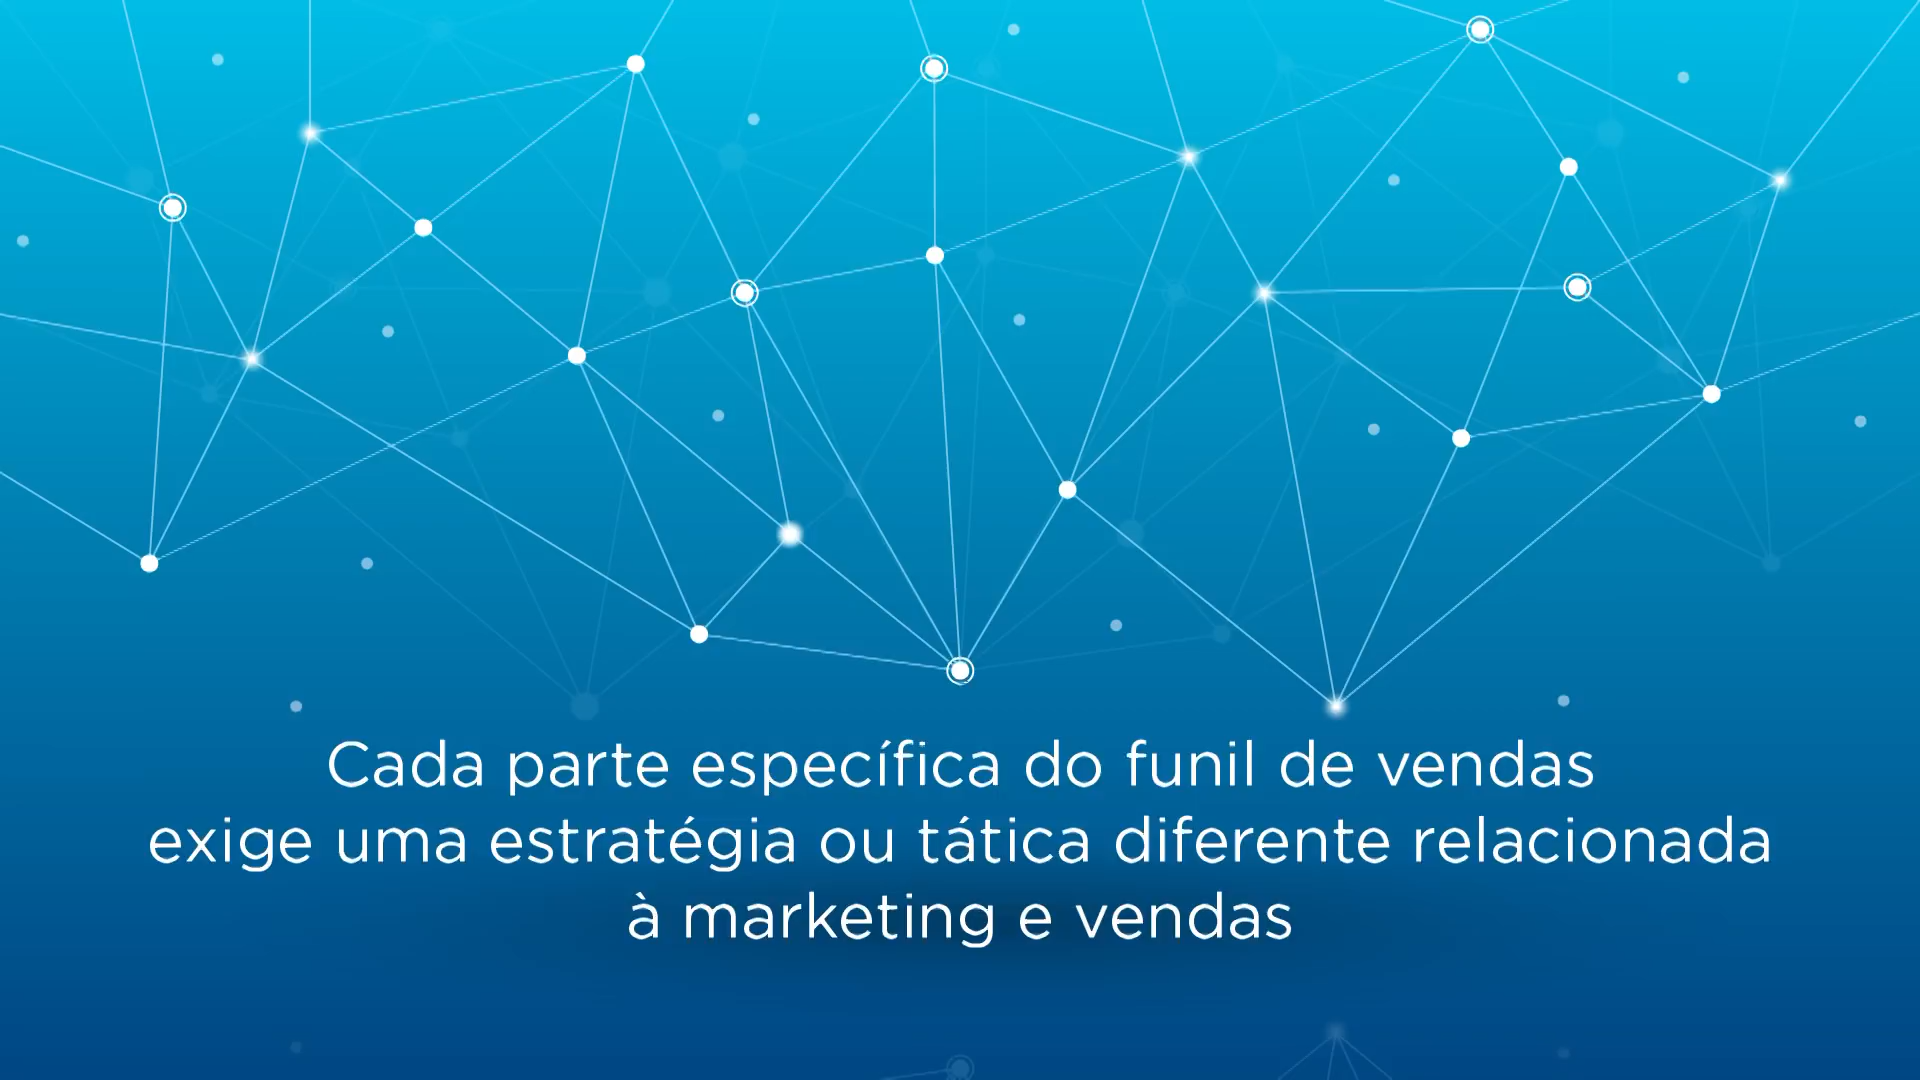 Cada parte específica do funil de vendas
exige uma estratégia ou tática diferente relacionada
à marketing e vendas